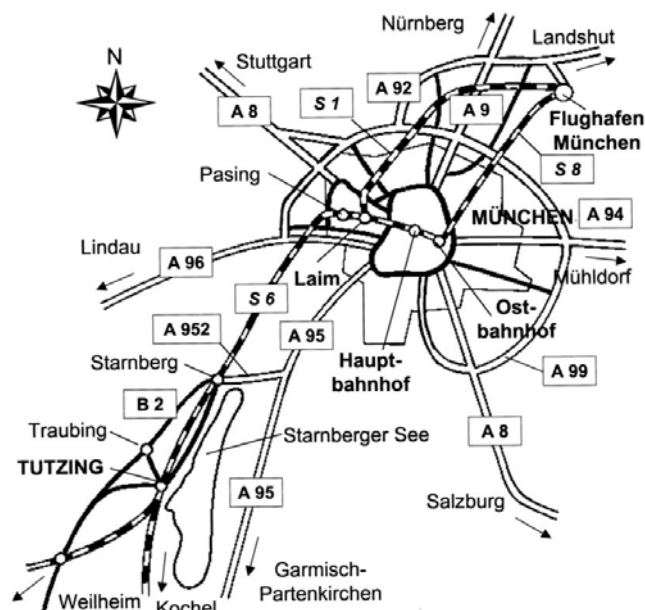 Nürnberg
Landshut
N
Stuttgart
A 92
A 8
S 1
A 9
Flughafen
München
S 8
Pasing
MÜNCHEN
A 94
Lindau
A 96
Laim
Mühldorf
S 6
Ost-
bahnhof
A 952
A 95
Haupt-
bahnhof
Starnberg
A 99
B 2
Traubing
Starnberger See
A 8
TUTZING
A 95
Salzburg
Garmisch-
Partenkirchen
Weilheim
Kochel